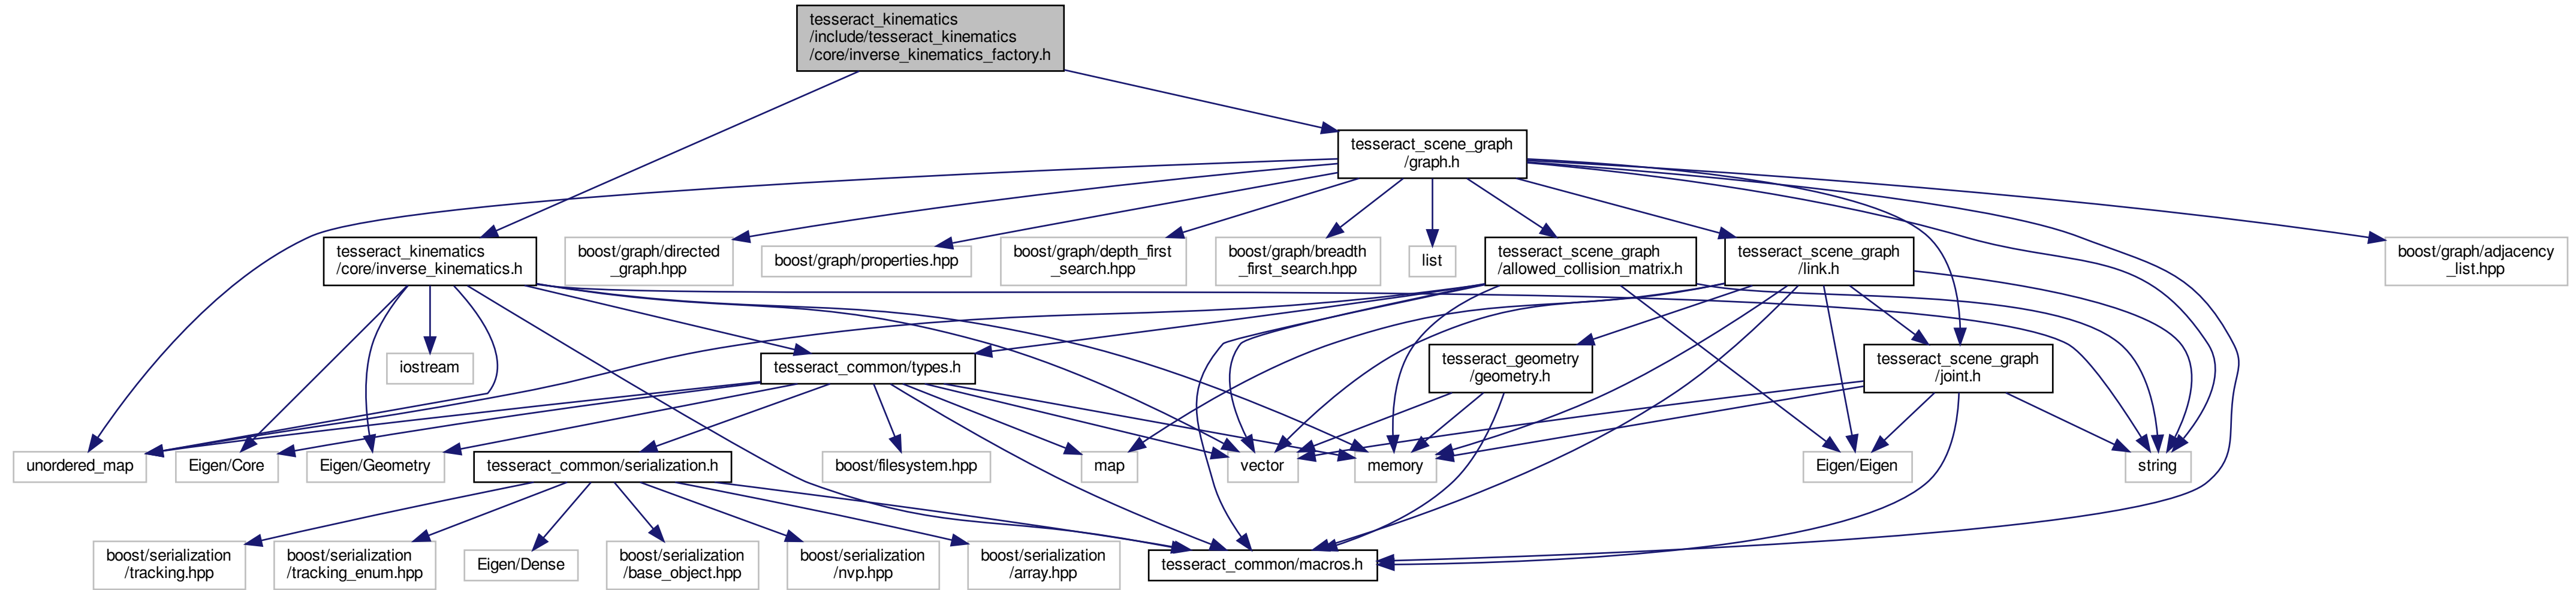 tesseract_kinematics
/include/tesseract_kinematics
/core/inverse_kinematics_factory.h
tesseract_scene_graph
/graph.h
tesseract_kinematics
/core/inverse_kinematics.h
boost/graph/directed
_graph.hpp
boost/graph/properties.hpp
boost/graph/depth_first
_search.hpp
boost/graph/breadth
_first_search.hpp
list
tesseract_scene_graph
/allowed_collision_matrix.h
tesseract_scene_graph
/link.h
boost/graph/adjacency
_list.hpp
iostream
tesseract_common/types.h
tesseract_geometry
/geometry.h
tesseract_scene_graph
/joint.h
unordered_map
Eigen/Core
Eigen/Geometry
tesseract_common/serialization.h
boost/filesystem.hpp
map
vector
memory
Eigen/Eigen
string
boost/serialization
/tracking.hpp
boost/serialization
/tracking_enum.hpp
Eigen/Dense
boost/serialization
/base_object.hpp
boost/serialization
/nvp.hpp
boost/serialization
/array.hpp
tesseract_common/macros.h